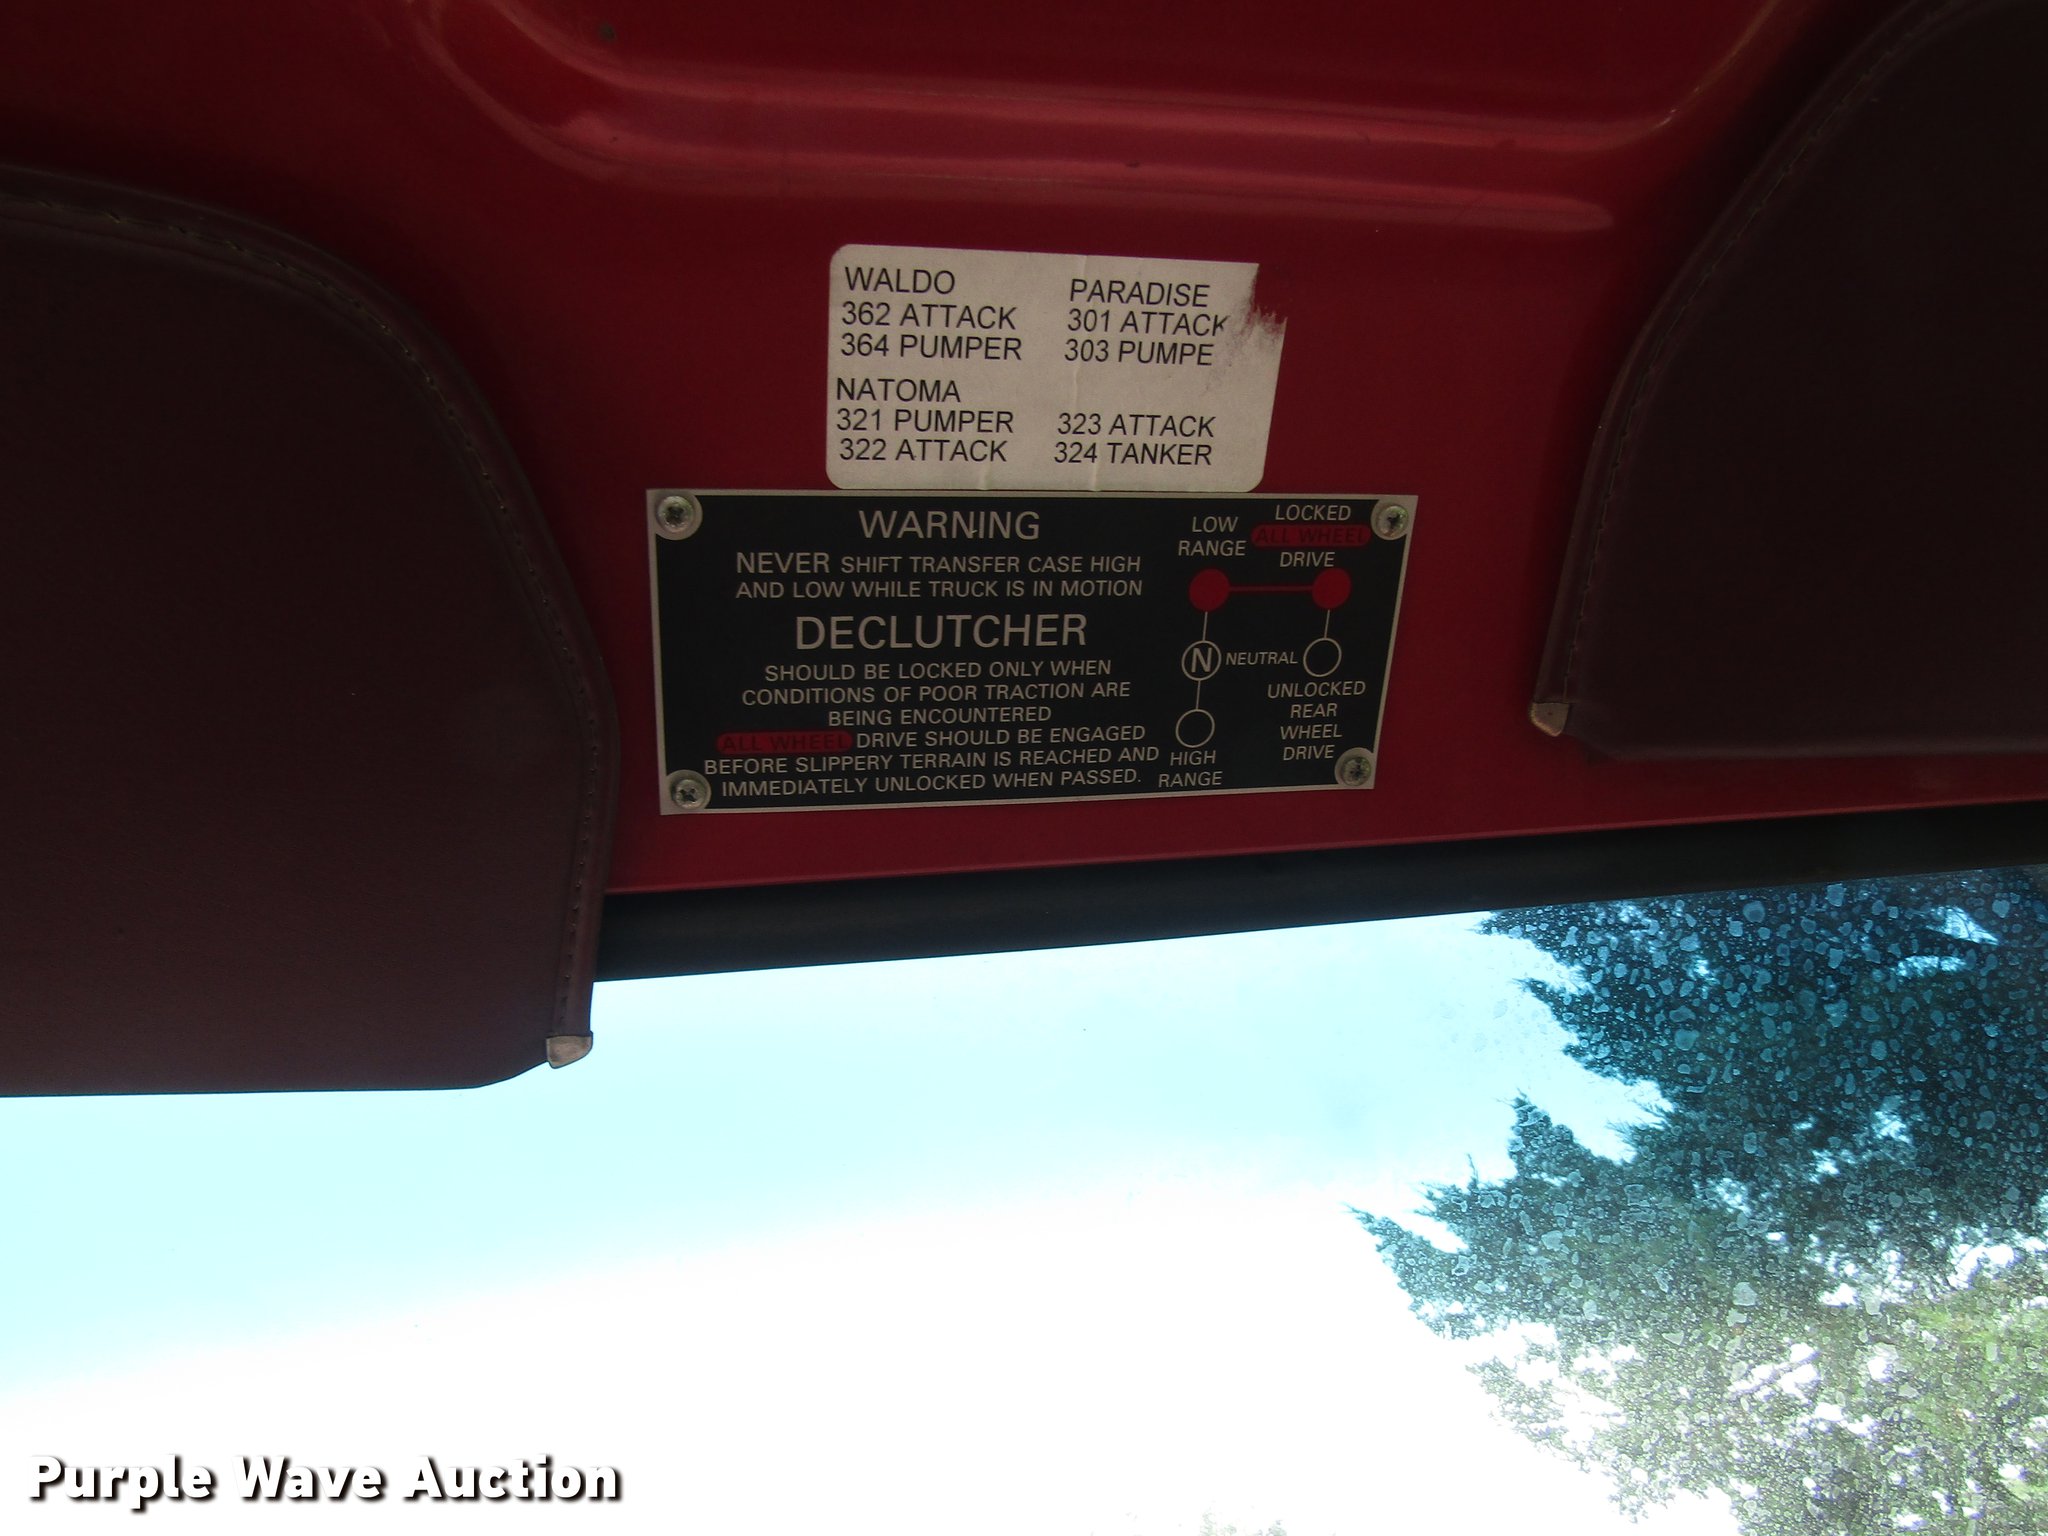 WALDO
362 ATTACK
364 PUMPER
PARADISE
301 ATTACK
303 PUMPE
NATOMA
321 PUMPER
322 ATTACK
323 ATTACK
324 TANKER
WARNING
NEVER SHIFT TRANSFER CASE HIGH
AND LOW WHILE TRUCK IS IN MOTION
DECLUTCHER
SHOULD BE LOCKED ONLY WHEN
CONDITIONS OF POOR TRACTION ARE
BEING ENCOUNTERED
ALL WHEEL DRIVE SHOULD BE ENGAGED
BEFORE SLIPPERY TERRAIN IS REACHED AND
IMMEDIATELY UNLOCKED WHEN PASSED.
LOW
RANGE
LOCKED
ALL WHEEL
DRIVE
N NEUTRAL
UNLOCKED
REAR
WHEEL
DRIVE
HIGH
RANGE
Purple Wave Auction